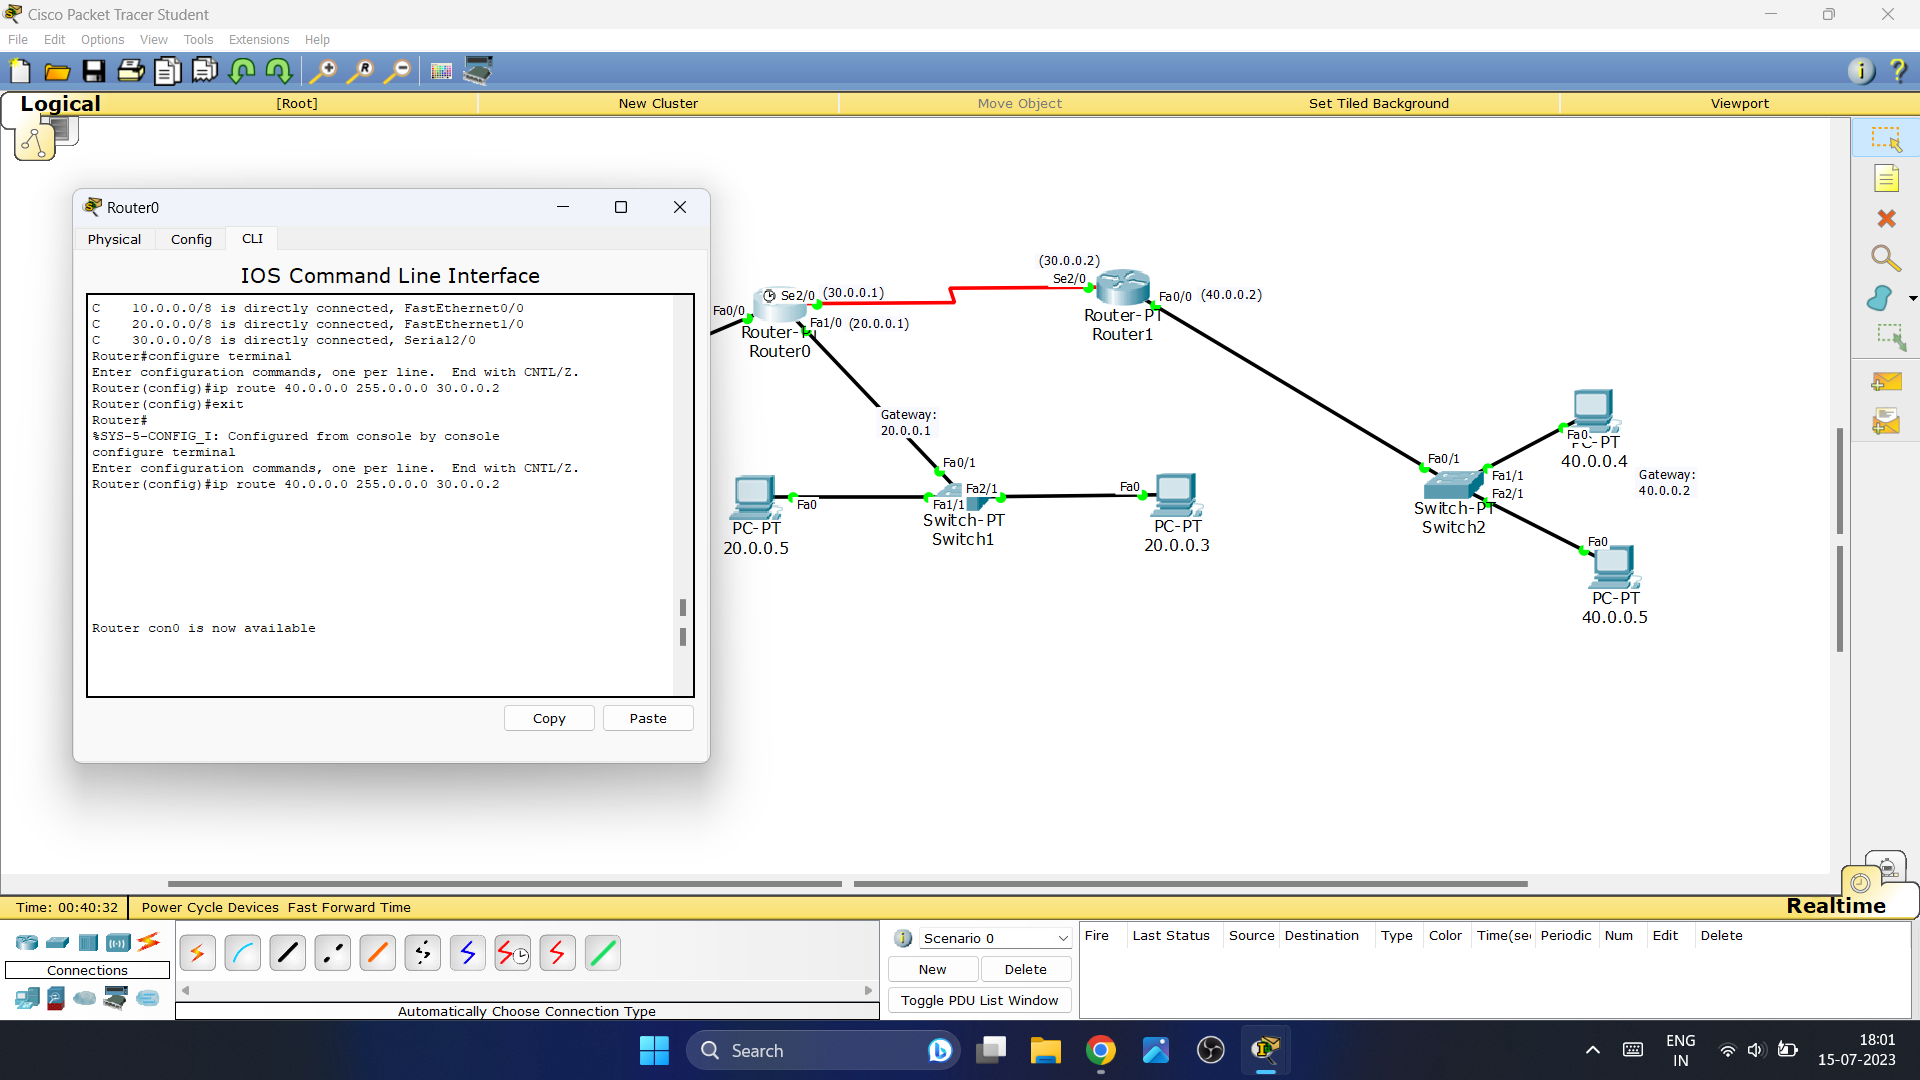 Cisco Packet Tracer Student
File Edit Options View Tools Extensions Help
Logical
[Root]
New Cluster
Move Object
Set Tiled Background
Viewport
Router0
Physical Config CLI
IOS Command Line Interface
C    10.0.0.0/8 is directly connected, FastEthernet0/0
C    20.0.0.0/8 is directly connected, FastEthernet1/0
C    30.0.0.0/8 is directly connected, Serial2/0
Router#configure terminal
Enter configuration commands, one per line.  End with CNTL/Z.
Router(config)#ip route 40.0.0.0 255.0.0.0 30.0.0.2
Router(config)#exit
Router#
%SYS-5-CONFIG_I: Configured from console by console
configure terminal
Enter configuration commands, one per line.  End with CNTL/Z.
Router(config)#ip route 40.0.0.0 255.0.0.0 30.0.0.2
Router con0 is now available
Copy
Paste
Fa0/0
Se2/0
(30.0.0.1)
Fa1/0
(20.0.0.1)
Router0
(30.0.0.2)
Se2/0
Fa0/0
(40.0.0.2)
Router-PT
Router1
Gateway:
20.0.0.1
Fa0/1
Fa0
Fa1/1
Fa2/1
Fa0
PC-PT
20.0.0.5
Switch-PT
Switch1
PC-PT
20.0.0.3
Fa0/1
Fa1/1
Fa2/1
Switch-PT
Switch2
Fa0
40.0.0.4
Gateway:
40.0.0.2
Fa0
PC-PT
40.0.0.5
Time: 00:40:32
Power Cycle Devices Fast Forward Time
Realtime
Connections
Automatically Choose Connection Type
Scenario 0
New
Delete
Toggle PDU List Window
Fire Last Status Source Destination Type Color Periodic Num Edit Delete
Search
ENG
IN
18:01
15-07-2023